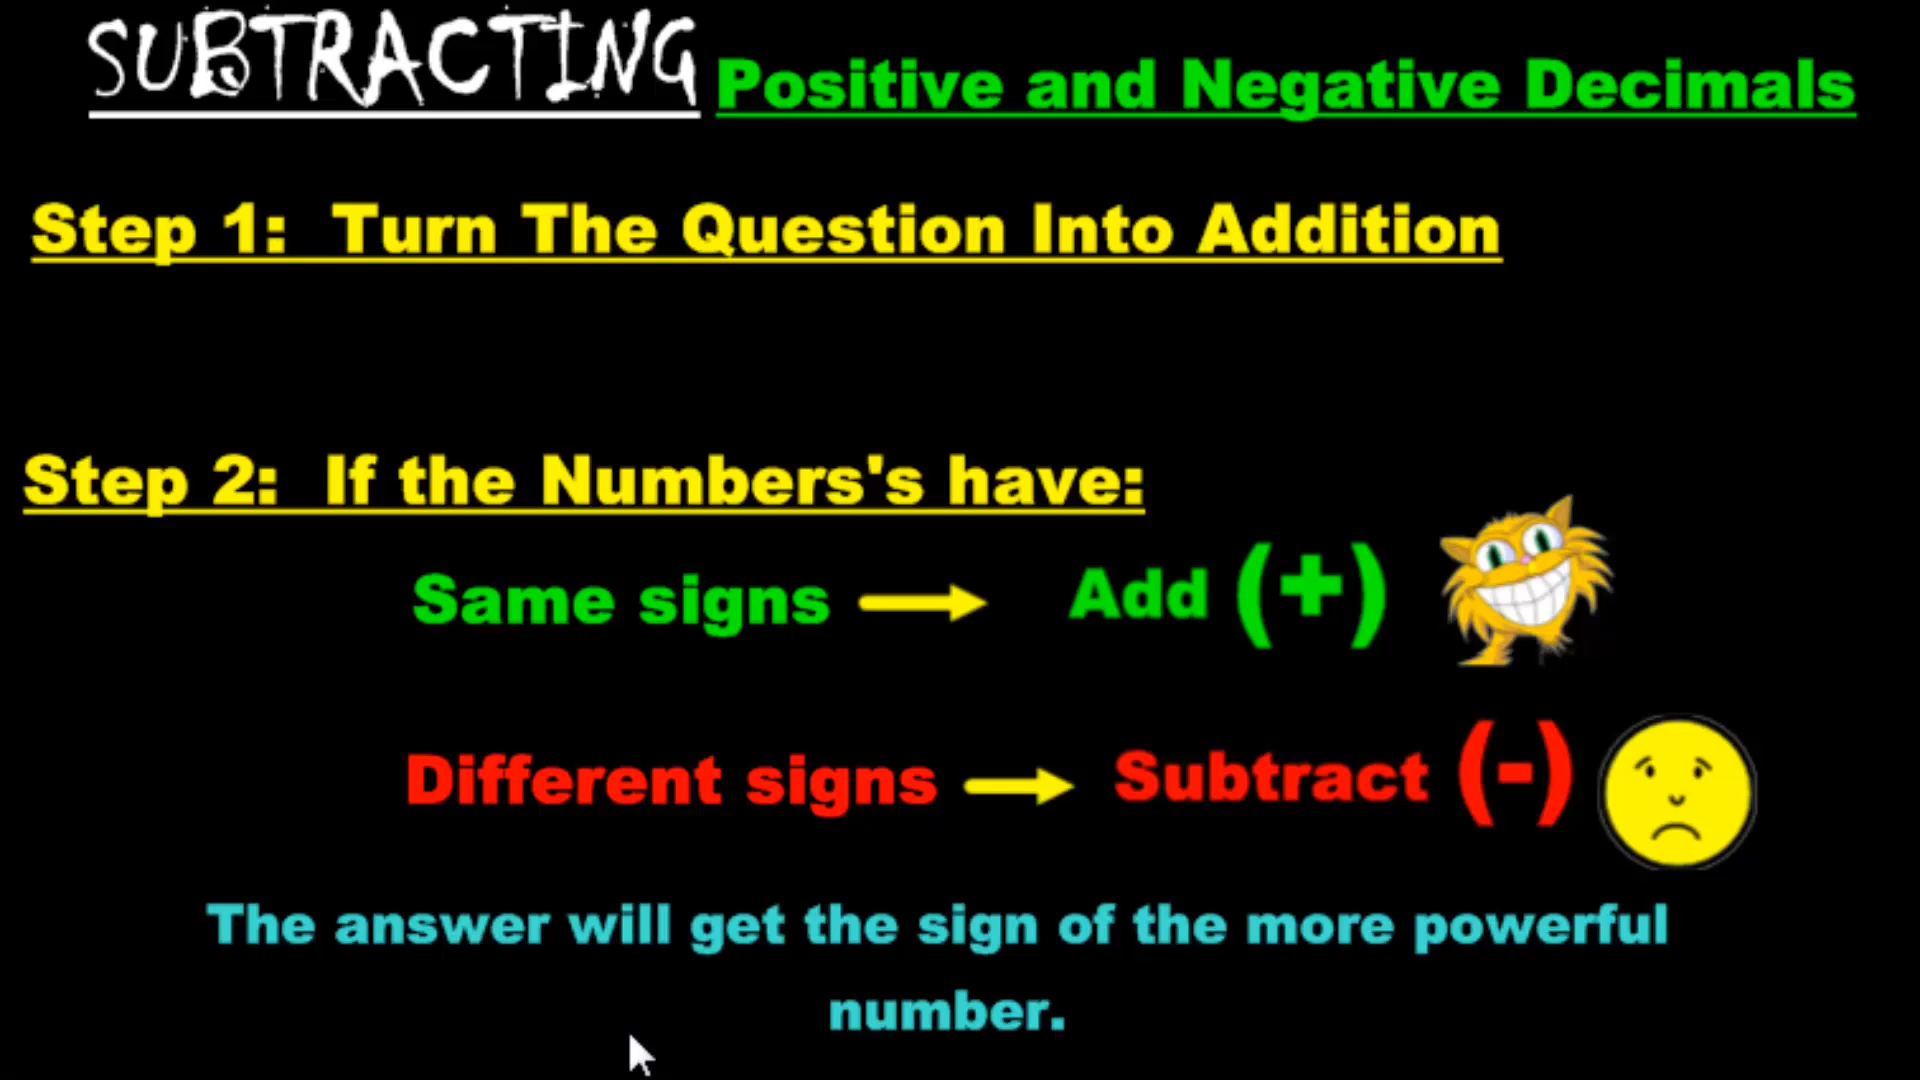 SUBTRACTING Positive and Negative Decimals
Step 1: Turn The Question Into Addition
Step 2: If the Numbers's have:
Same signs → Add (+)
Different signs → Subtract (-)
The answer will get the sign of the more powerful
number.